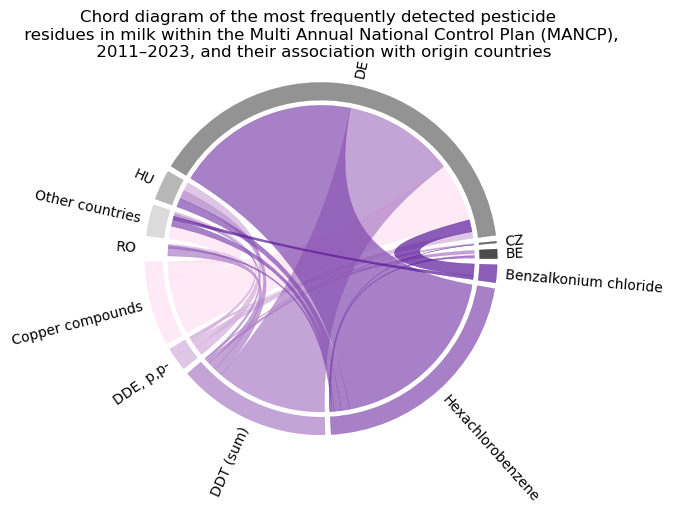 Chord diagram of the most frequently detected pesticide
residues in milk within the Multi Annual National Control Plan (MANCP),
2011–2023, and their association with origin countries
DE
HU
Other countries
RO
CZ
BE
Benzalkonium chloride
Copper compounds
DDE, p,p-
DDT (sum)
Hexachlorobenzene